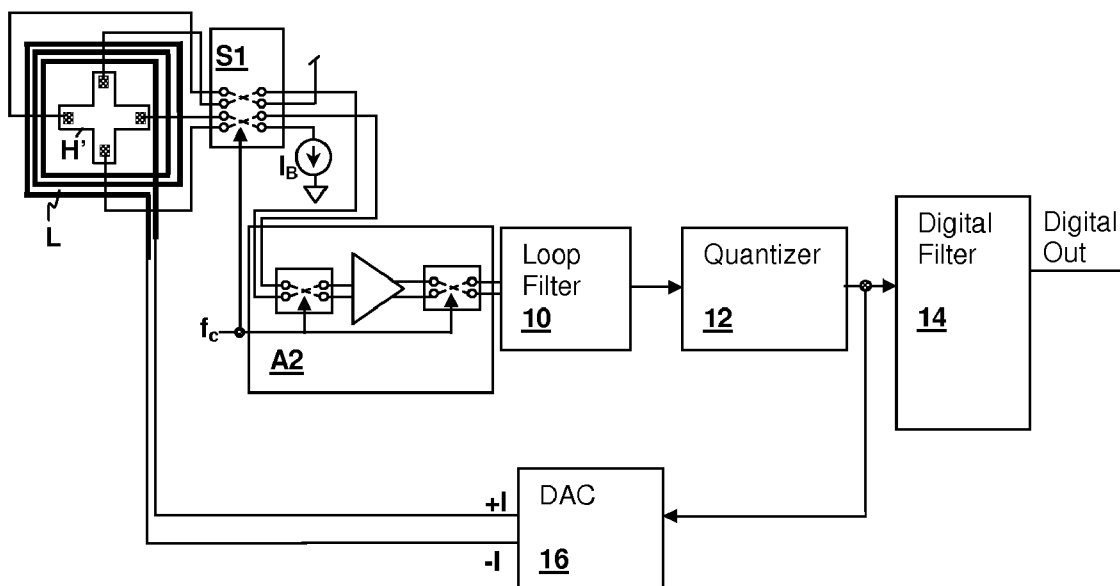 S1
H'
L
I_B
f_c
A2
Loop
Filter
10
Quantizer
12
Digital
Filter
14
Digital
Out
+I
-I
DAC
16